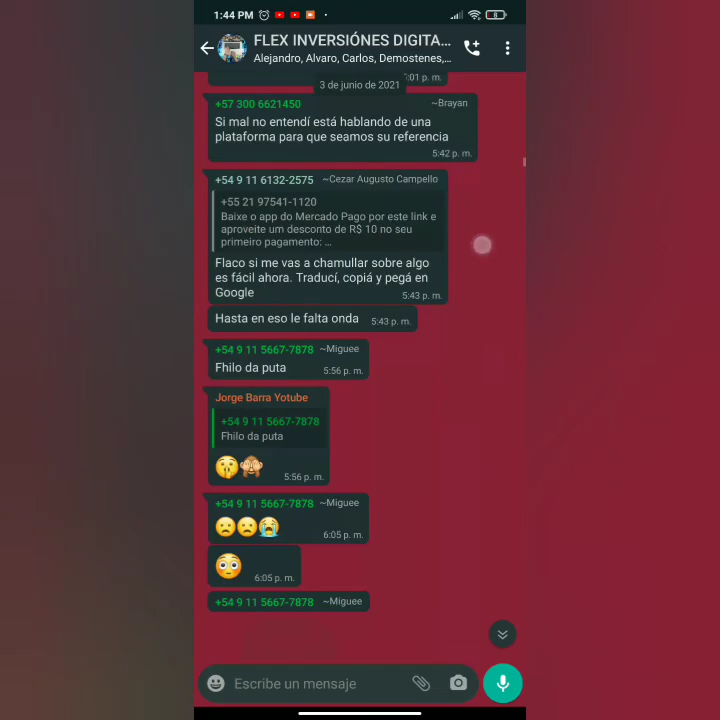 1:44 PM
8
FLEX INVERSIÓNES DIGITA...
Alejandro, Alvaro, Carlos, Demostenes,...
5:01 p. m.
3 de junio de 2021
+57 300 6621450 ~Brayan
Si mal no entendí está hablando de una
plataforma para que seamos su referencia
5:42 p. m.
+54 9 11 6132-2575 ~Cezar Augusto Campello
+55 21 97541-1120
Baixe o app do Mercado Pago por este link e
aproveite um desconto de R$ 10 no seu
primeiro pagamento: ...
Flaco si me vas a chamullar sobre algo
es fácil ahora. Traducí, copiá y pegá en
Google
5:43 p. m.
Hasta en eso le falta onda 5:43 p. m.
+54 9 11 5667-7878 ~Miguee
Fhilo da puta 5:56 p. m.
Jorge Barra Yotube
+54 9 11 5667-7878
Fhilo da puta
🤫🙈 5:56 p. m.
+54 9 11 5667-7878 ~Miguee
☹️☹️😭 6:05 p. m.
😳 6:05 p. m.
+54 9 11 5667-7878 ~Miguee
Escribe un mensaje